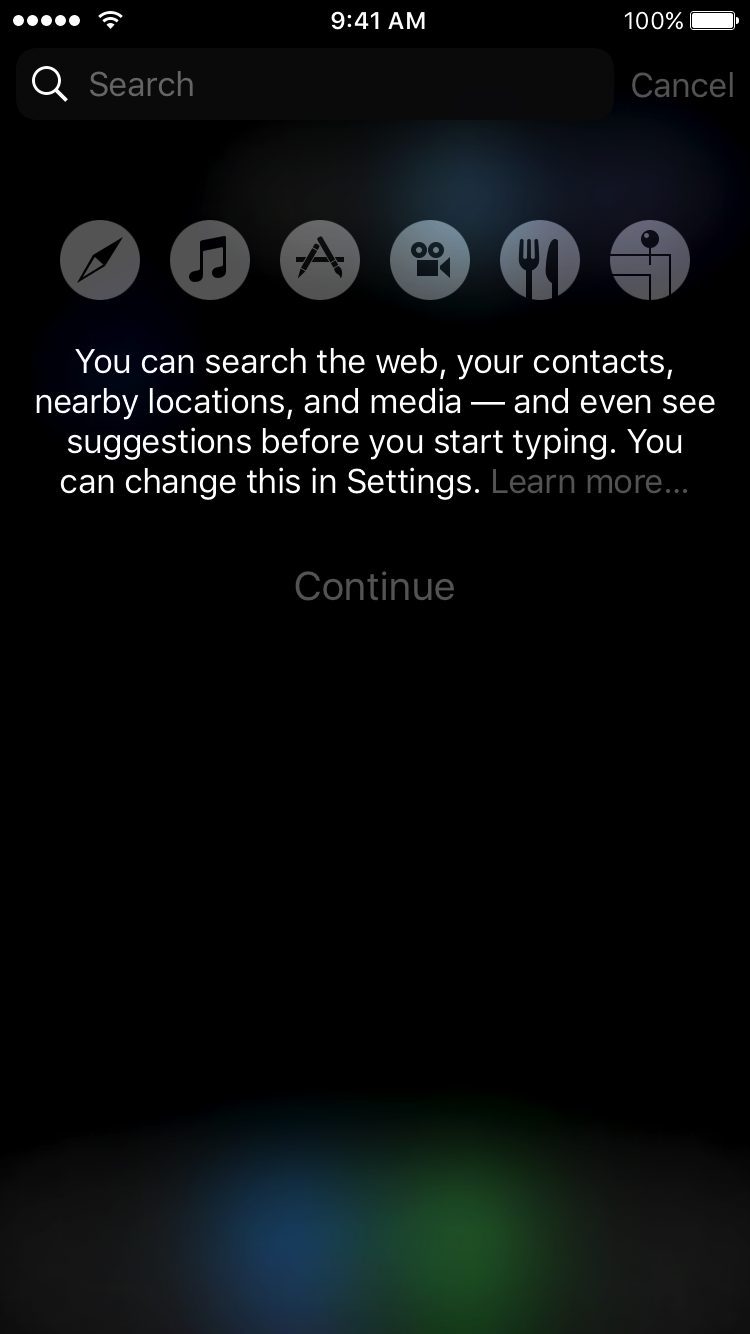 9:41 AM
100%
Search
Cancel
You can search the web, your contacts,
nearby locations, and media — and even see
suggestions before you start typing. You
can change this in Settings. Learn more...
Continue